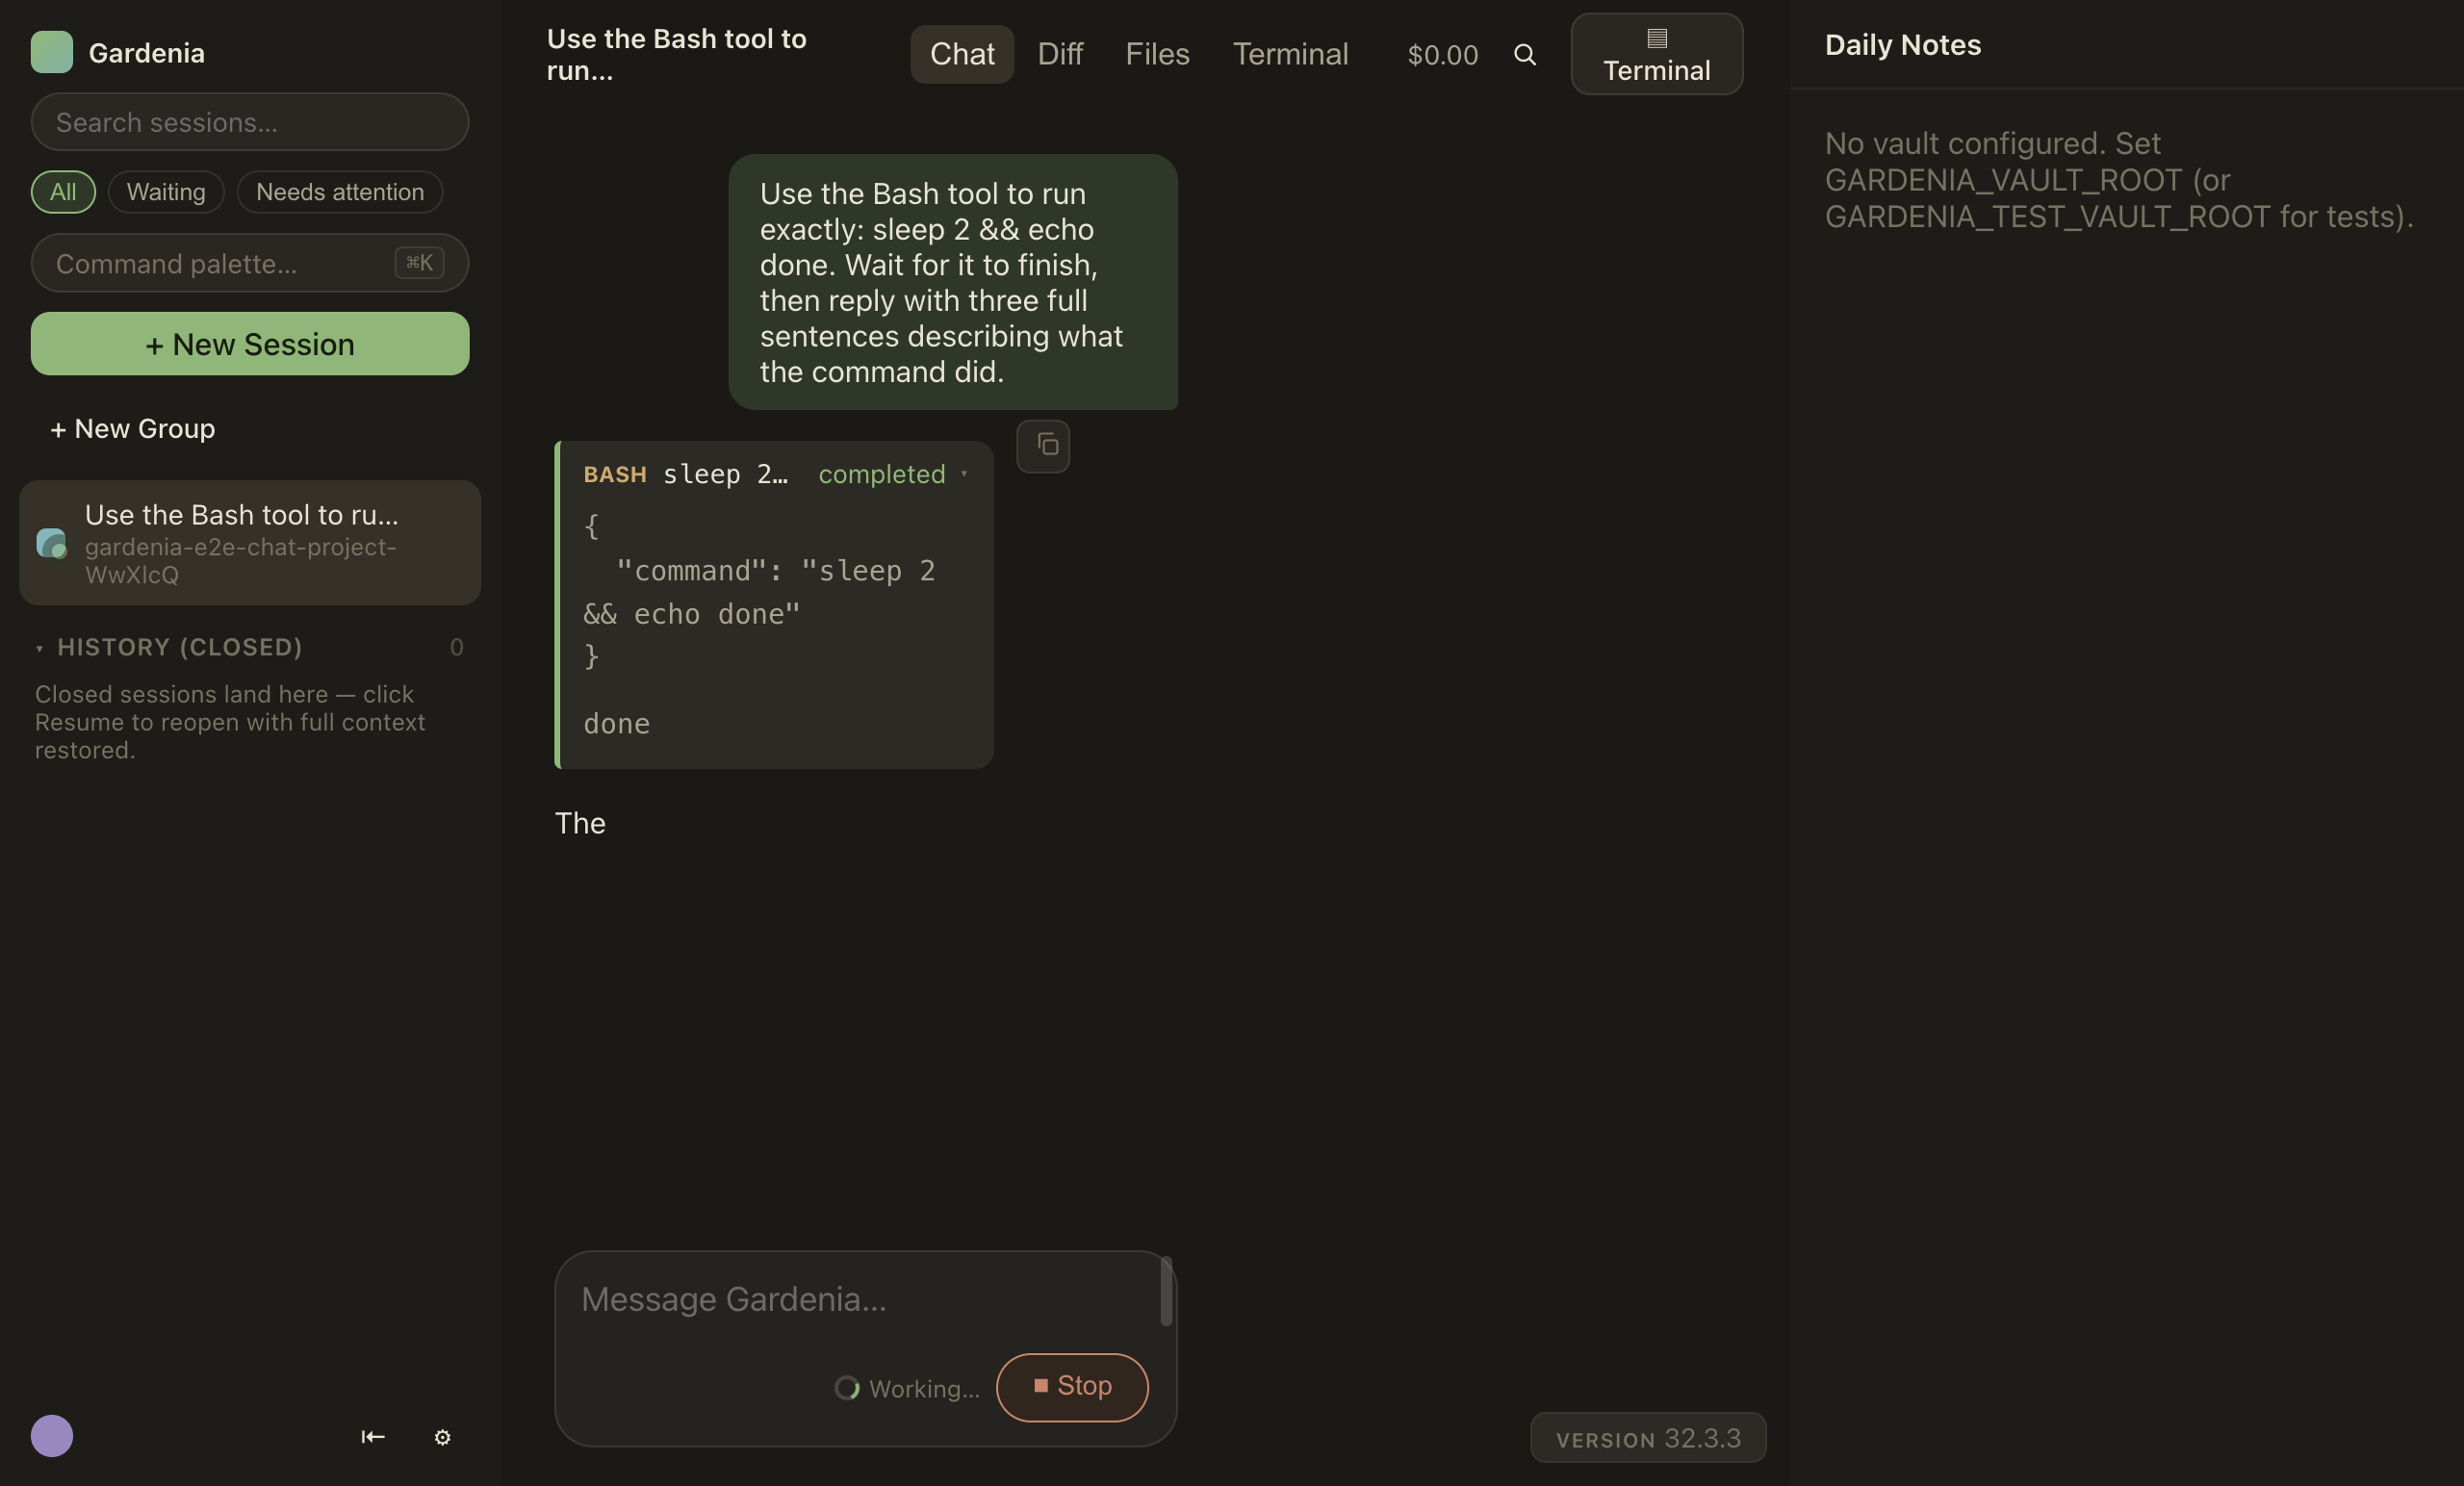 Gardenia
Search sessions...
All
Waiting
Needs attention
Command palette...
⌘K
+ New Session
+ New Group
Use the Bash tool to ru...
gardenia-e2e-chat-project-
WwXlcQ
HISTORY (CLOSED)
0
Closed sessions land here — click
Resume to reopen with full context
restored.
Use the Bash tool to
run...
Chat
Diff
Files
Terminal
$0.00
Terminal
Use the Bash tool to run
exactly: sleep 2 && echo
done. Wait for it to finish,
then reply with three full
sentences describing what
the command did.
BASH sleep 2… completed
{
"command": "sleep 2
&& echo done"
}
done
The
Message Gardenia...
Working...
Stop
VERSION 32.3.3
Daily Notes
No vault configured. Set
GARDENIA_VAULT_ROOT (or
GARDENIA_TEST_VAULT_ROOT for tests).